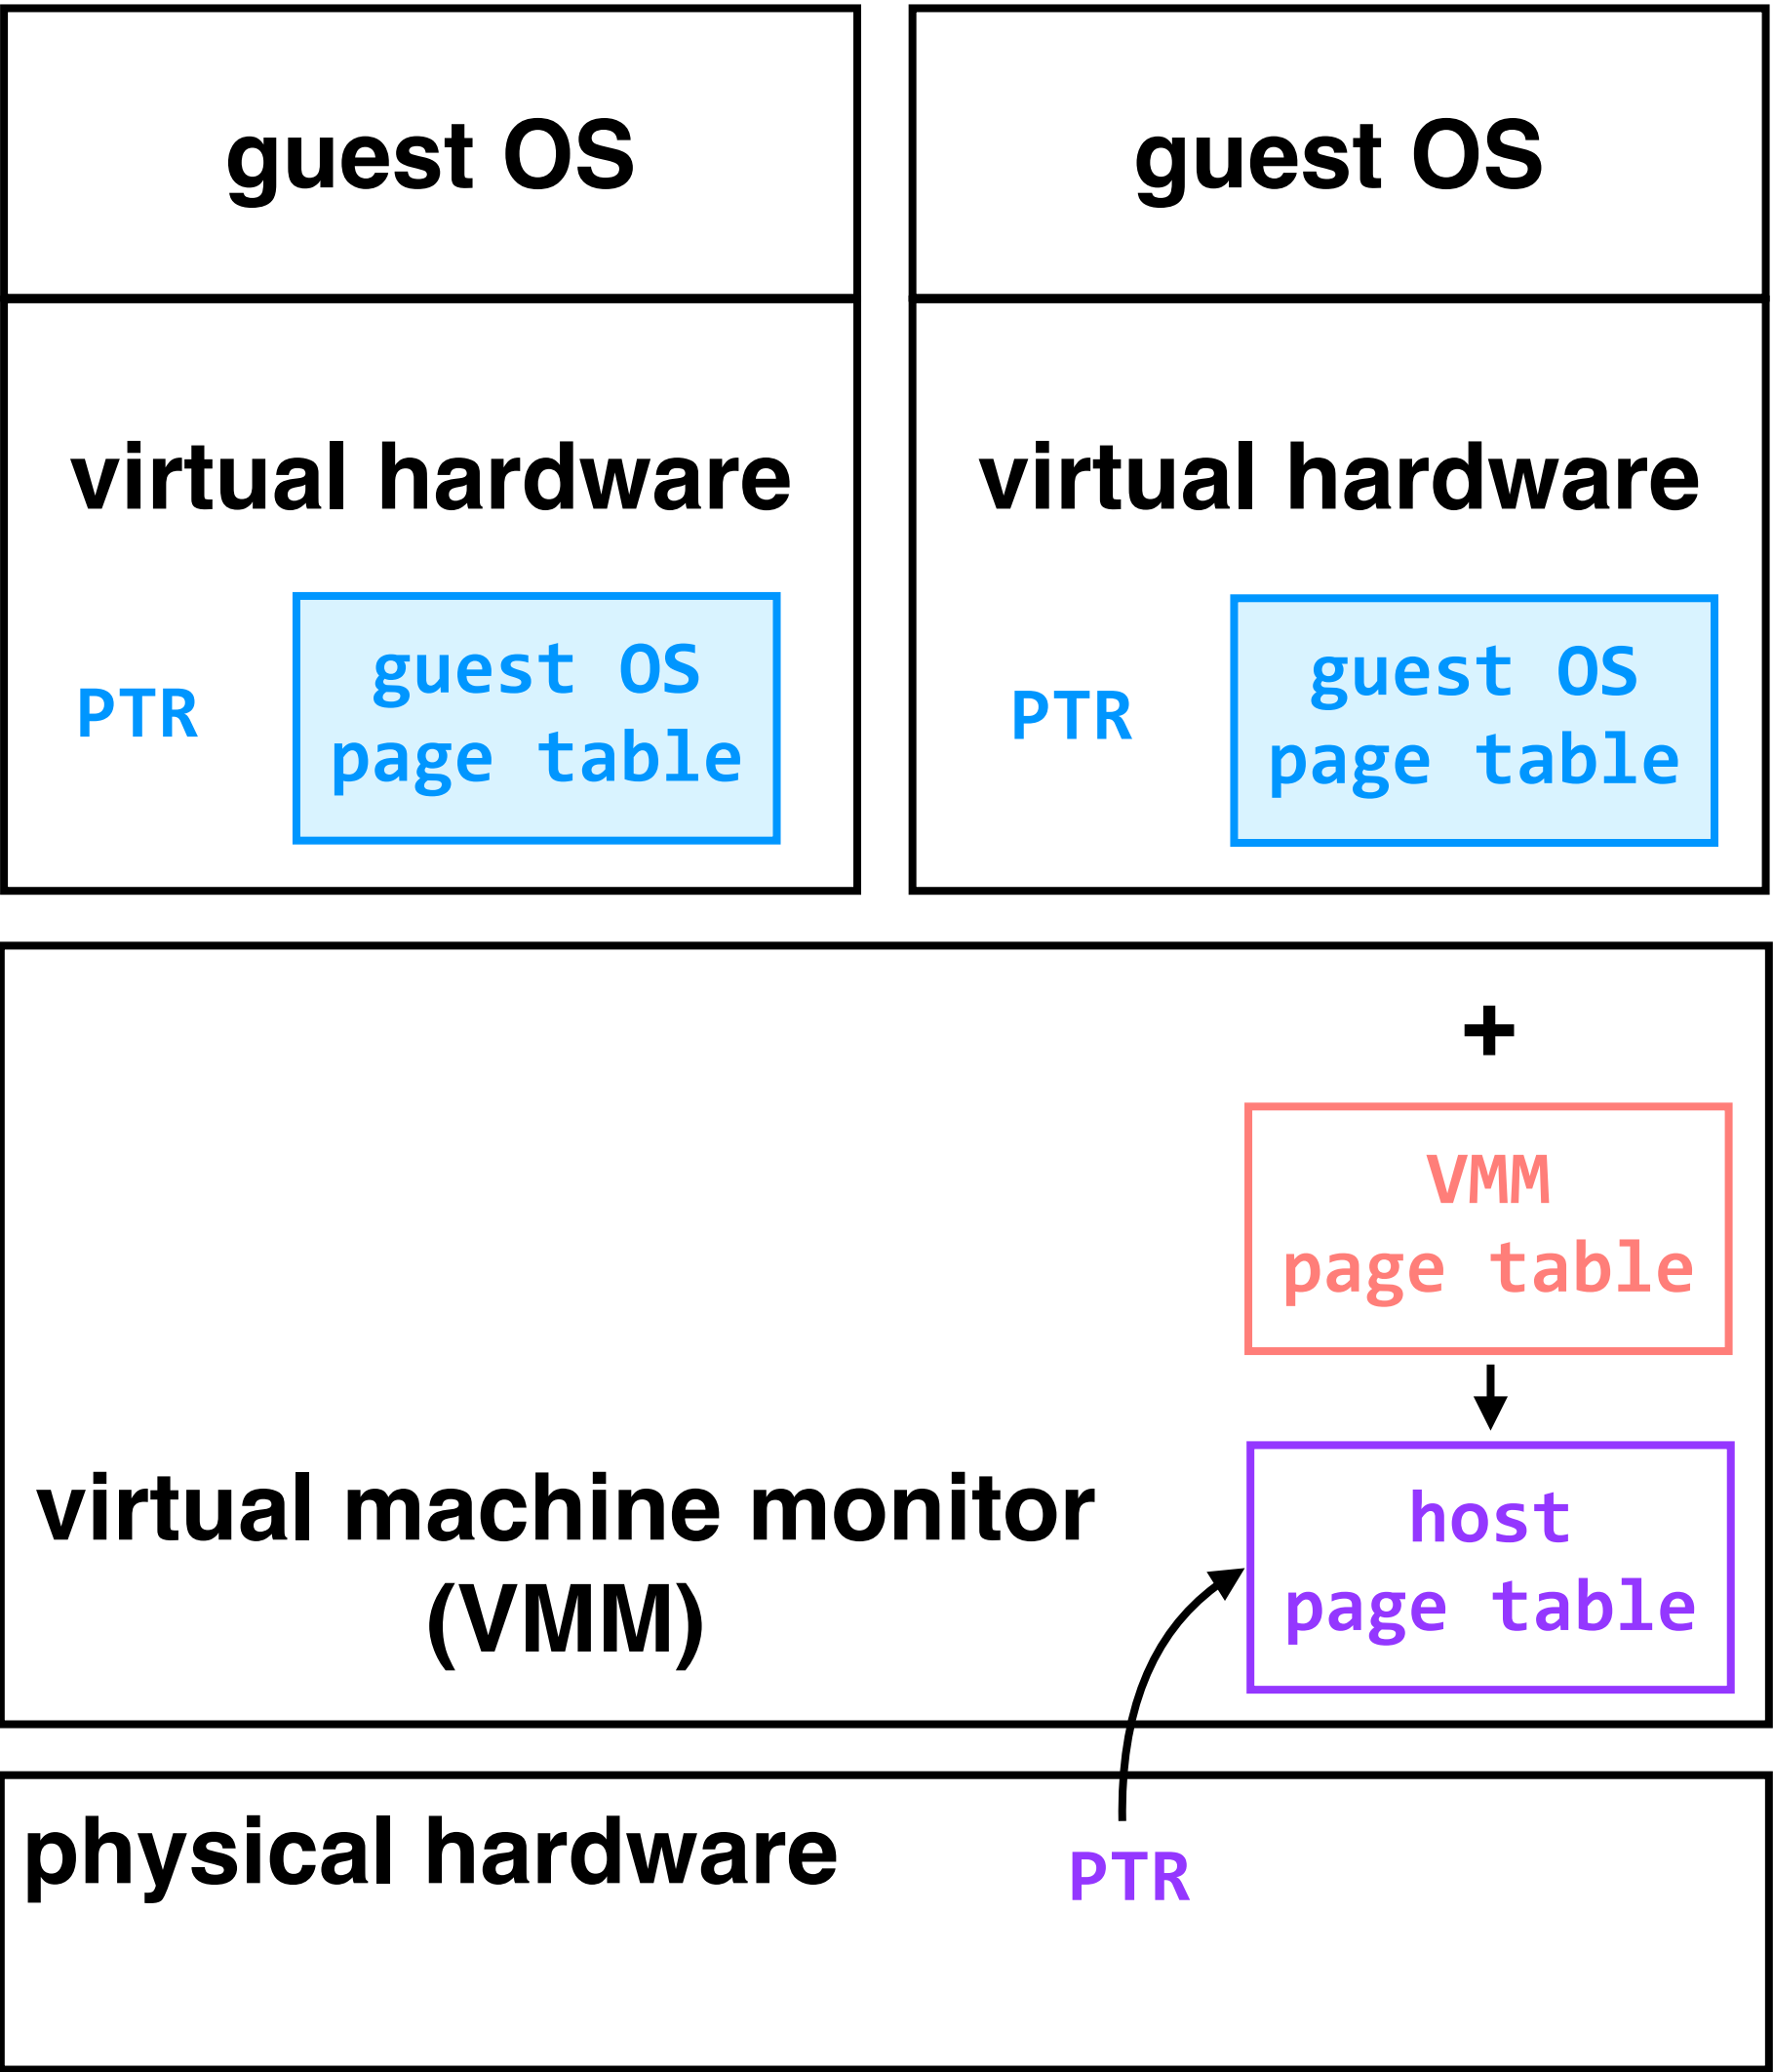 guest OS
guest OS
virtual hardware
virtual hardware
PTR
guest OS
page table
PTR
guest OS
page table
+
VMM
page table
virtual machine monitor
(VMM)
host
page table
physical hardware
PTR